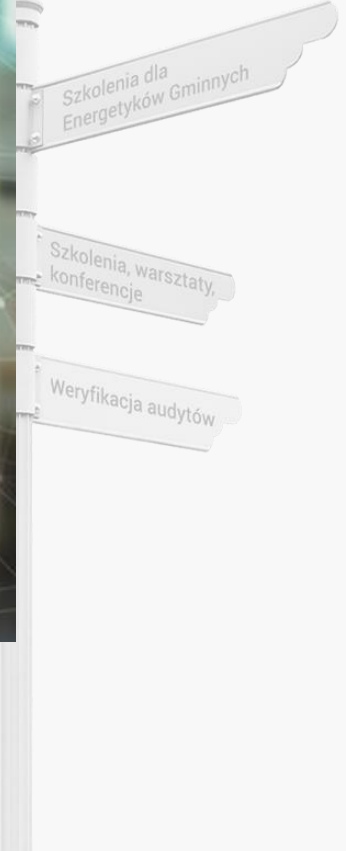 Szkolenia dla
Energetyków Gminnych
Szkolenia, warsztaty,
konferencje
Weryfikacja audytów